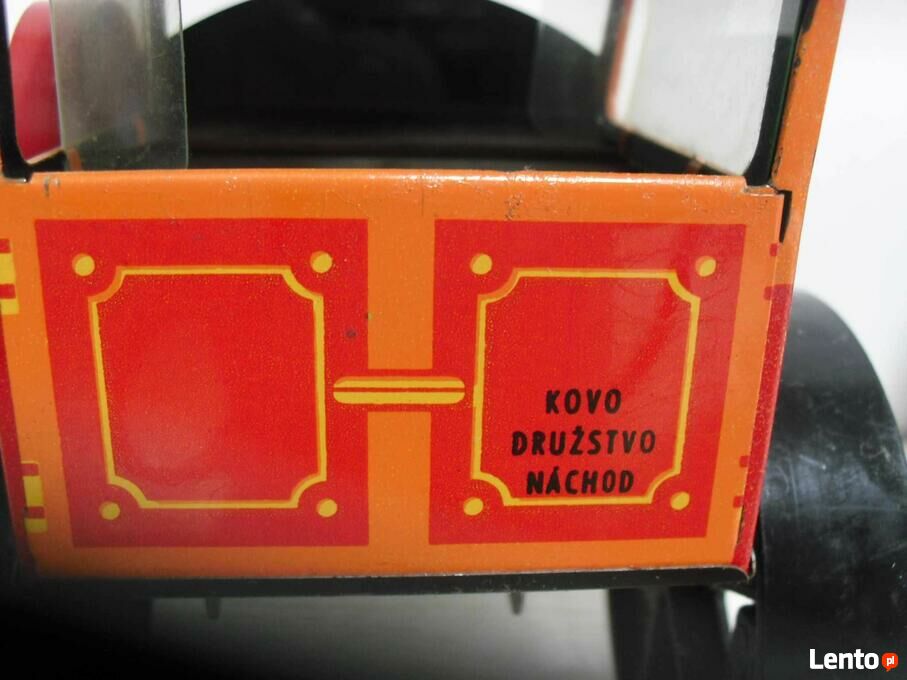 KOVO
DRUŽSTVO
NÁCHOD
Lento pl